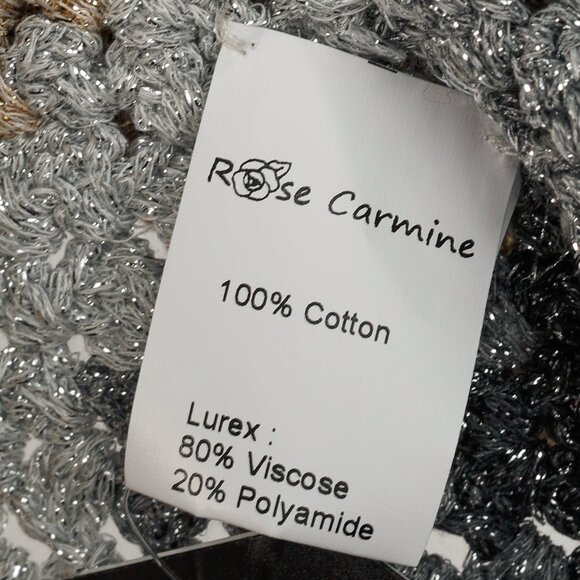 Rose Carmine
100% Cotton
Lurex :
80% Viscose
20% Polyamide